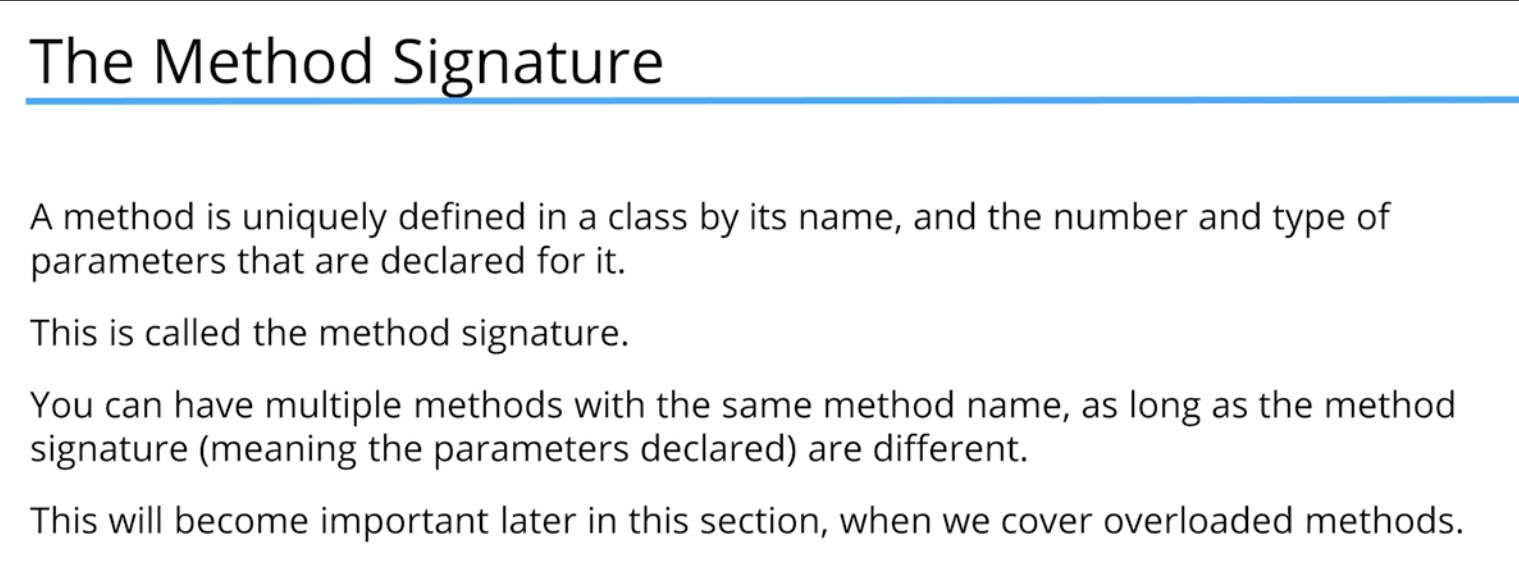 The Method Signature
A method is uniquely defined in a class by its name, and the number and type of
parameters that are declared for it.
This is called the method signature.
You can have multiple methods with the same method name, as long as the method
signature (meaning the parameters declared) are different.
This will become important later in this section, when we cover overloaded methods.